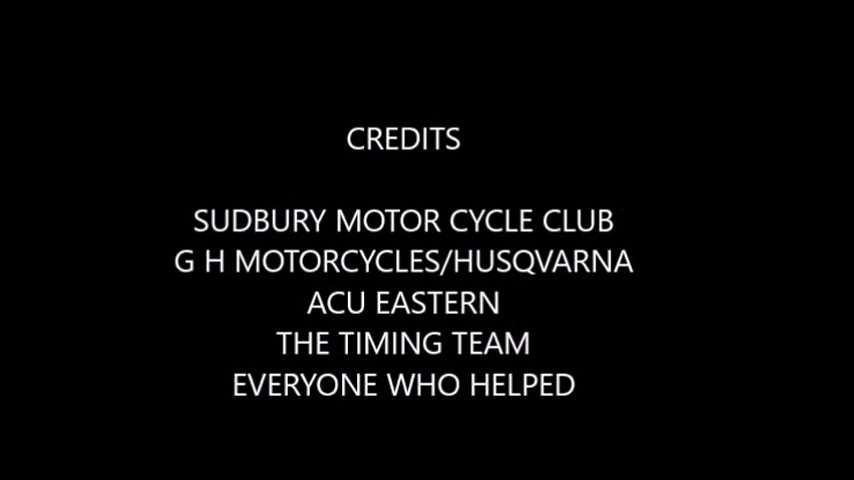 CREDITS
SUDBURY MOTOR CYCLE CLUB
G H MOTORCYCLES/HUSQVARNA
ACU EASTERN
THE TIMING TEAM
EVERYONE WHO HELPED